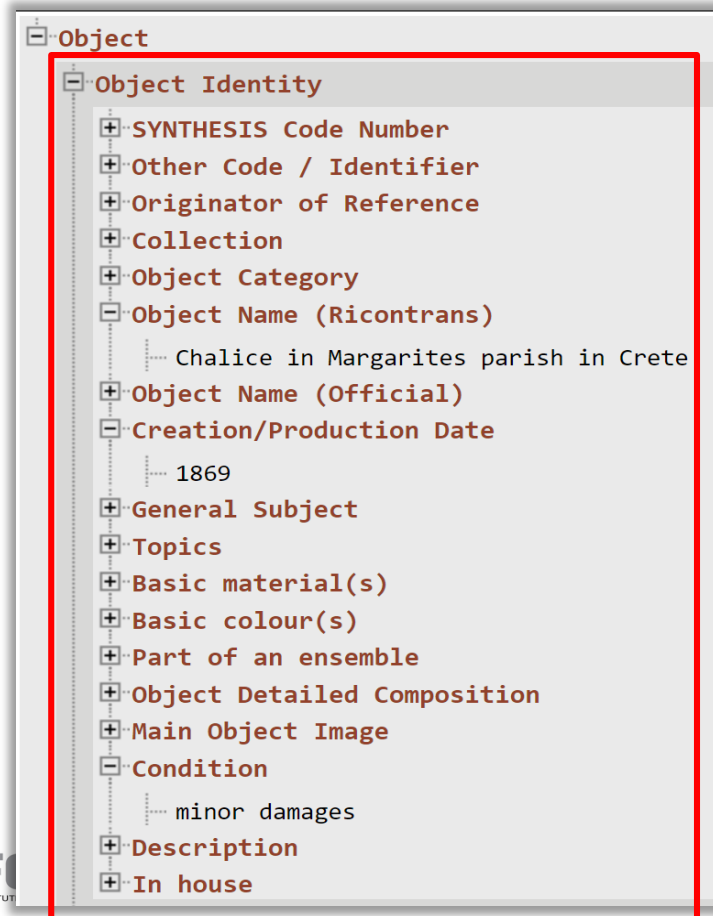 Object
Object Identity
SYNTHESIS Code Number
Other Code / Identifier
Originator of Reference
Collection
Object Category
Object Name (Ricontrans)
Chalice in Margarites parish in Crete
Object Name (Official)
Creation/Production Date
1869
General Subject
Topics
Basic material(s)
Basic colour(s)
Part of an ensemble
Object Detailed Composition
Main Object Image
Condition
minor damages
Description
In house